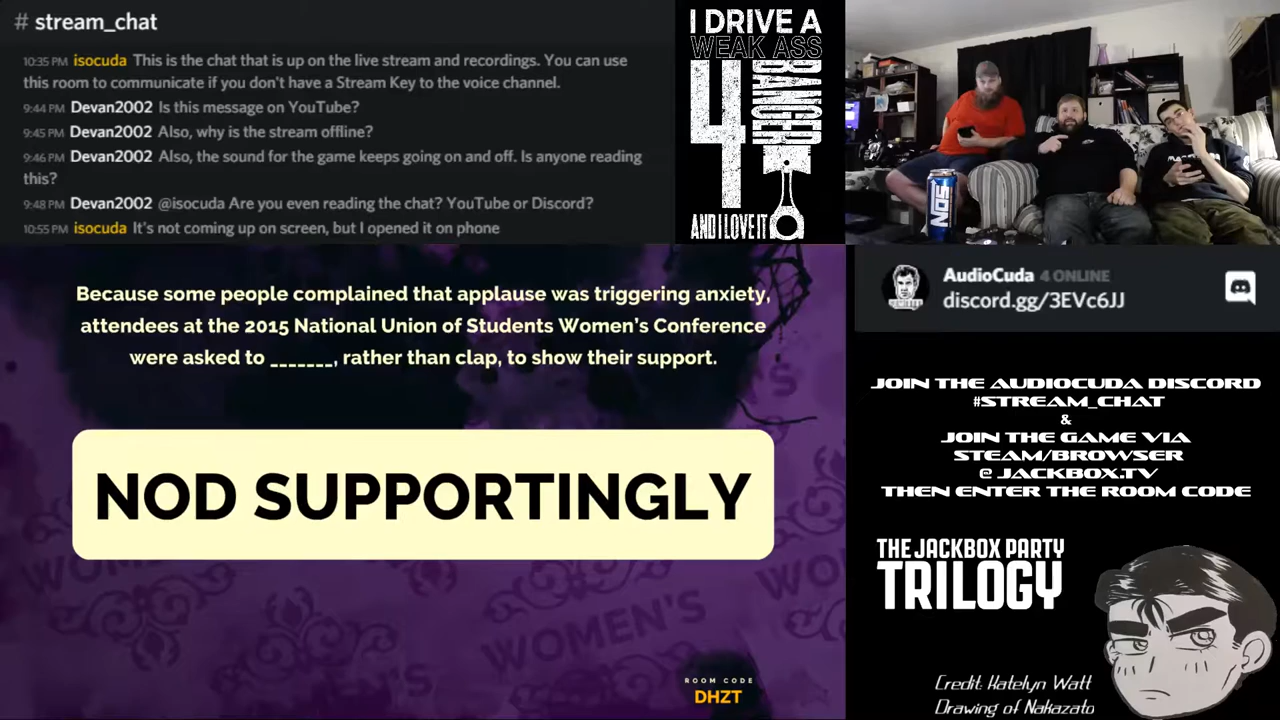 # stream_chat
10:35 PM isocuda This is the chat that is up on the live stream and recordings. You can use
this room to communicate if you don't have a Steam Key to the voice channel.
9:44 PM Devan2002 Is this message on YouTube?
9:45 PM Devan2002 Also, why is the stream offline?
9:46 PM Devan2002 Also, the sound for the game keeps going on and off. Is anyone reading
this?
9:48 PM Devan2002 @isocuda Are you even reading the chat? YouTube or Discord?
10:55 PM isocuda It's not coming up on screen, but I opened it on phone
I DRIVE A
WEAK ASS
4
BANGER
AND I LOVE IT
NOS
Because some people complained that applause was triggering anxiety,
attendees at the 2015 National Union of Students Women's Conference
were asked to _______, rather than clap, to show their support.
NOD SUPPORTINGLY
WOMEN'S
ROOM CODE
DHZT
AudioCuda 4 ONLINE
discord.gg/3EVc6JJ
JOIN THE AUDIOCUDA DISCORD
#STREAM_CHAT
&
JOIN THE GAME VIA
STEAM/BROWSER
@ JACKBOX.TV
THEN ENTER THE ROOM CODE
THE JACKBOX PARTY
TRILOGY
Credit: Katelyn Watt
Drawing of Nakazato